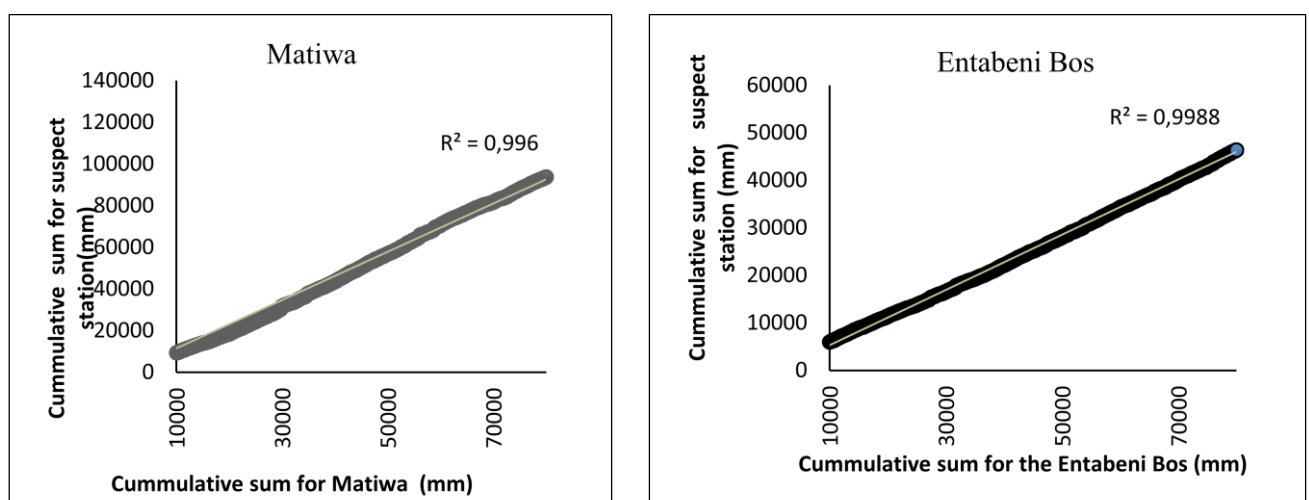 Matiwa
140000
120000
100000
80000
60000
40000
20000
0
R² = 0,996
Cummulative sum for suspect
station(mm)
10000
30000
50000
70000
Cummulative sum for Matiwa (mm)
Entabeni Bos
60000
50000
40000
30000
20000
10000
0
R² = 0,9988
Cummulative sum for suspect
station (mm)
10000
30000
50000
70000
Cummulative sum for the Entabeni Bos (mm)